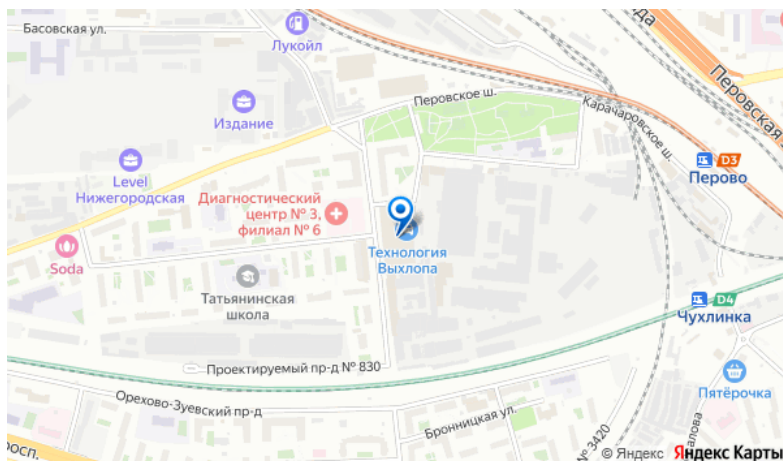 Басовская ул.
Лукойл
Перовское ш.
Издание
Карачаровское ш.
Перовская
D3
Перово
Level
Нижегородская
Диагностический
центр № 3,
филиал № 6
Технология
Выхлопа
Soda
Татьянинская
школа
D4
Чухлинка
Проектируемый пр-д № 830
Пятёрочка
Орехово-Зуевский пр-д
Бронницкая ул.
№ 3420
© Яндекс Яндекс Карты